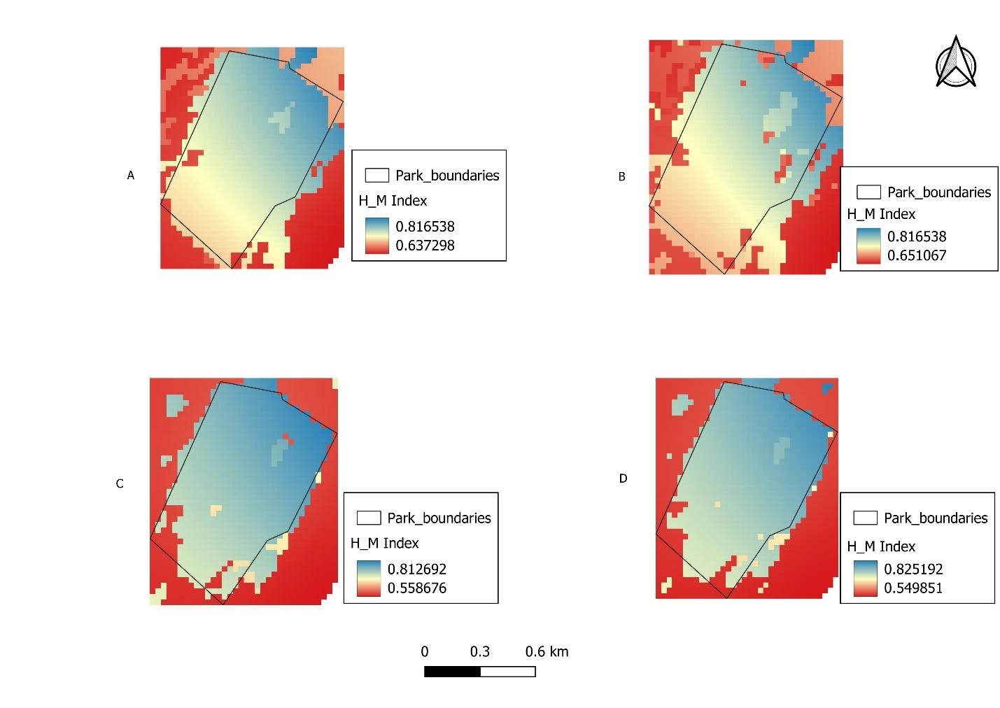 A
Park_boundaries
H_M Index
0.816538
0.637298
B
Park_boundaries
H_M Index
0.816538
0.651067
C
Park_boundaries
H_M Index
0.812692
0.558676
D
Park_boundaries
H_M Index
0.825192
0.549851
0 0.3 0.6 km